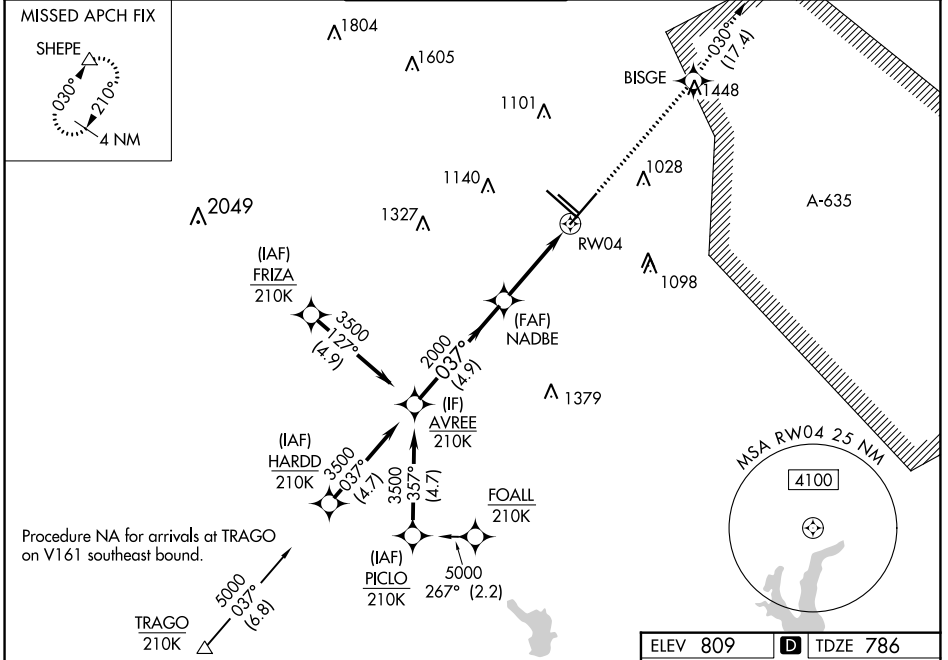 MISSED APCH FIX
SHEPE
030°
210°
4 NM
1804
1605
1101
1140
1327
2049
BISGE
030°
(17.4)
1448
1028
A-635
RW04
1098
(IAF)
FRIZA
210K
3500
127°
(4.9)
(FAF)
NADBE
2000
037°
(4.9)
1379
(IF)
AVREE
210K
(IAF)
HARDD
210K
3500
037°
(4.7)
3500
357°
(4.7)
FOALL
210K
(IAF)
PICLO
210K
5000
267° (2.2)
MSA RW04 25 NM
4100
Procedure NA for arrivals at TRAGO
on V161 southeast bound.
5000
037°
(6.8)
TRAGO
210K
ELEV 809 D TDZE 786